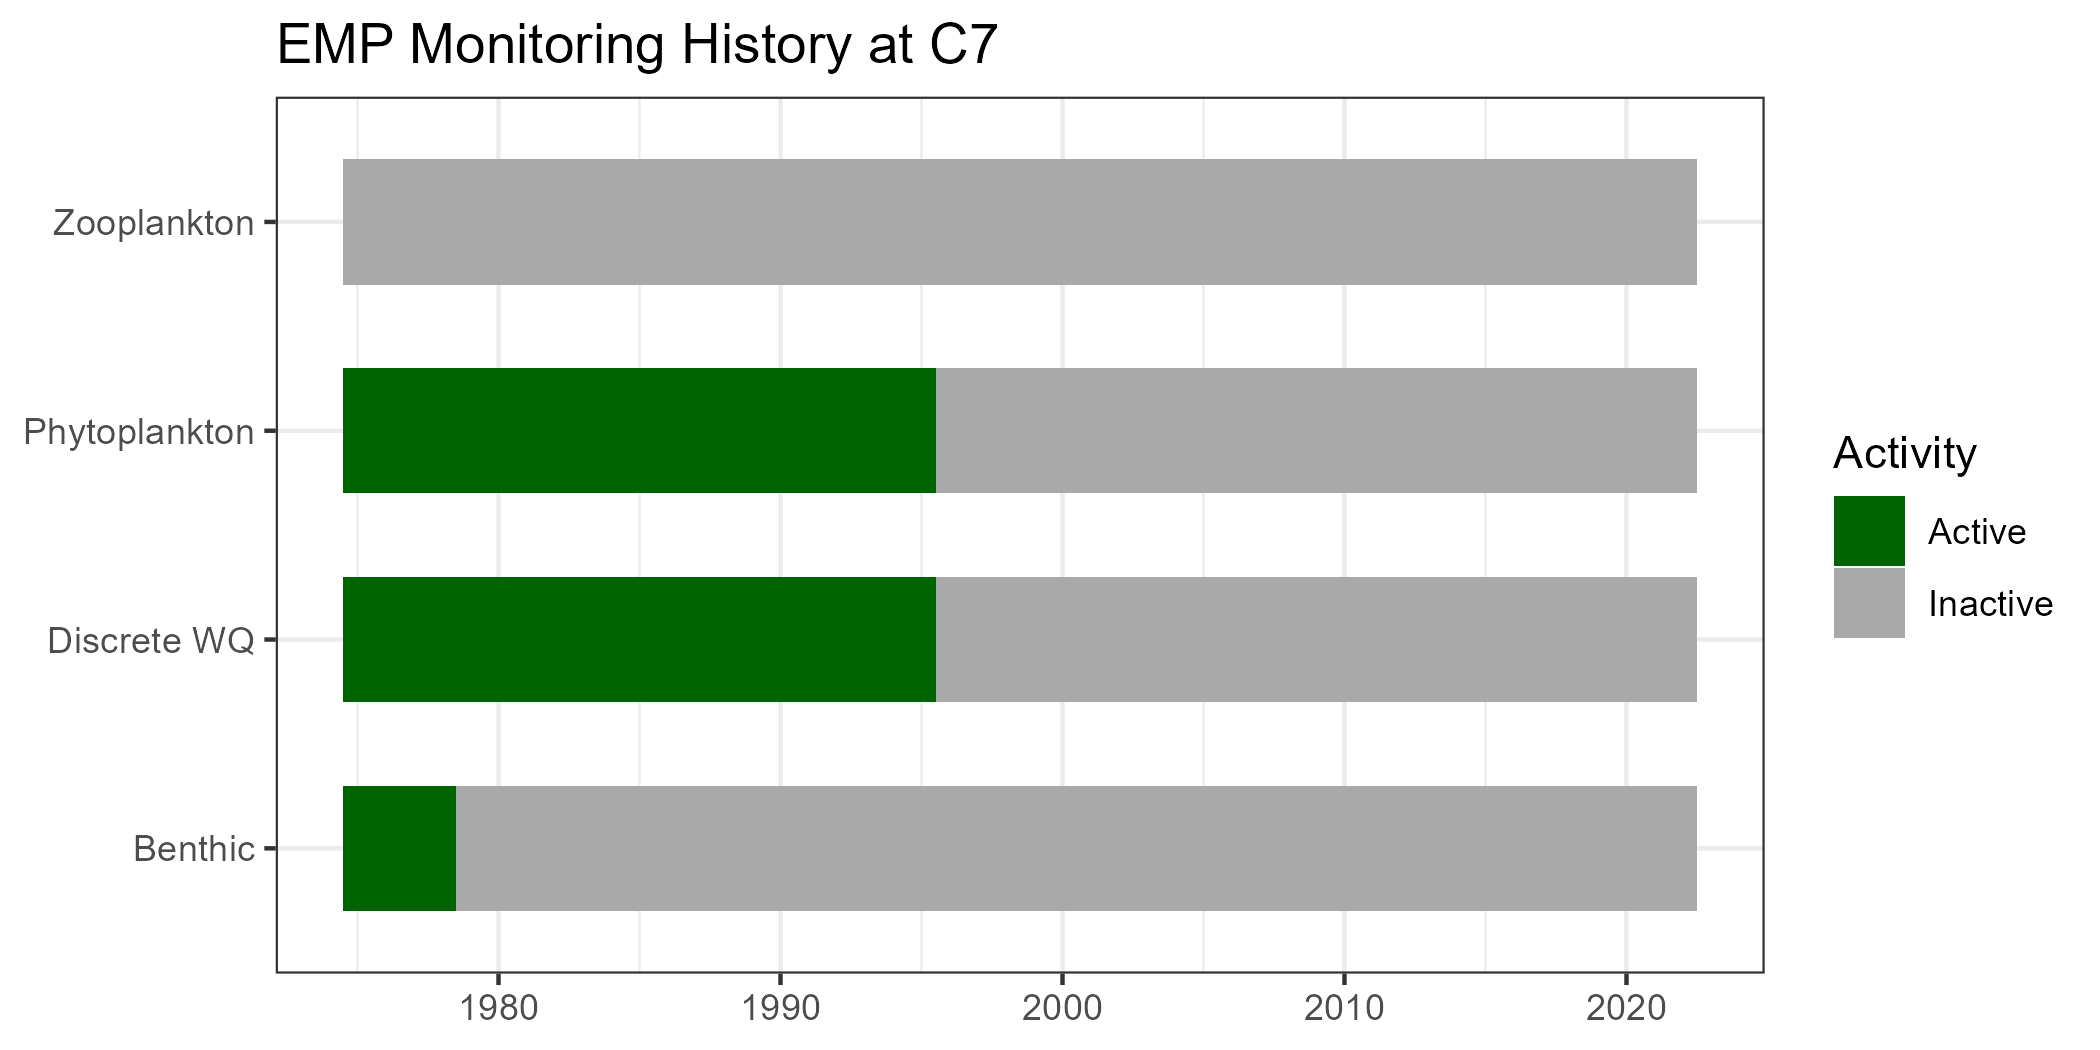 EMP Monitoring History at C7
Zooplankton
Phytoplankton
Discrete WQ
Benthic
1980 1990 2000 2010 2020
Activity
Active
Inactive